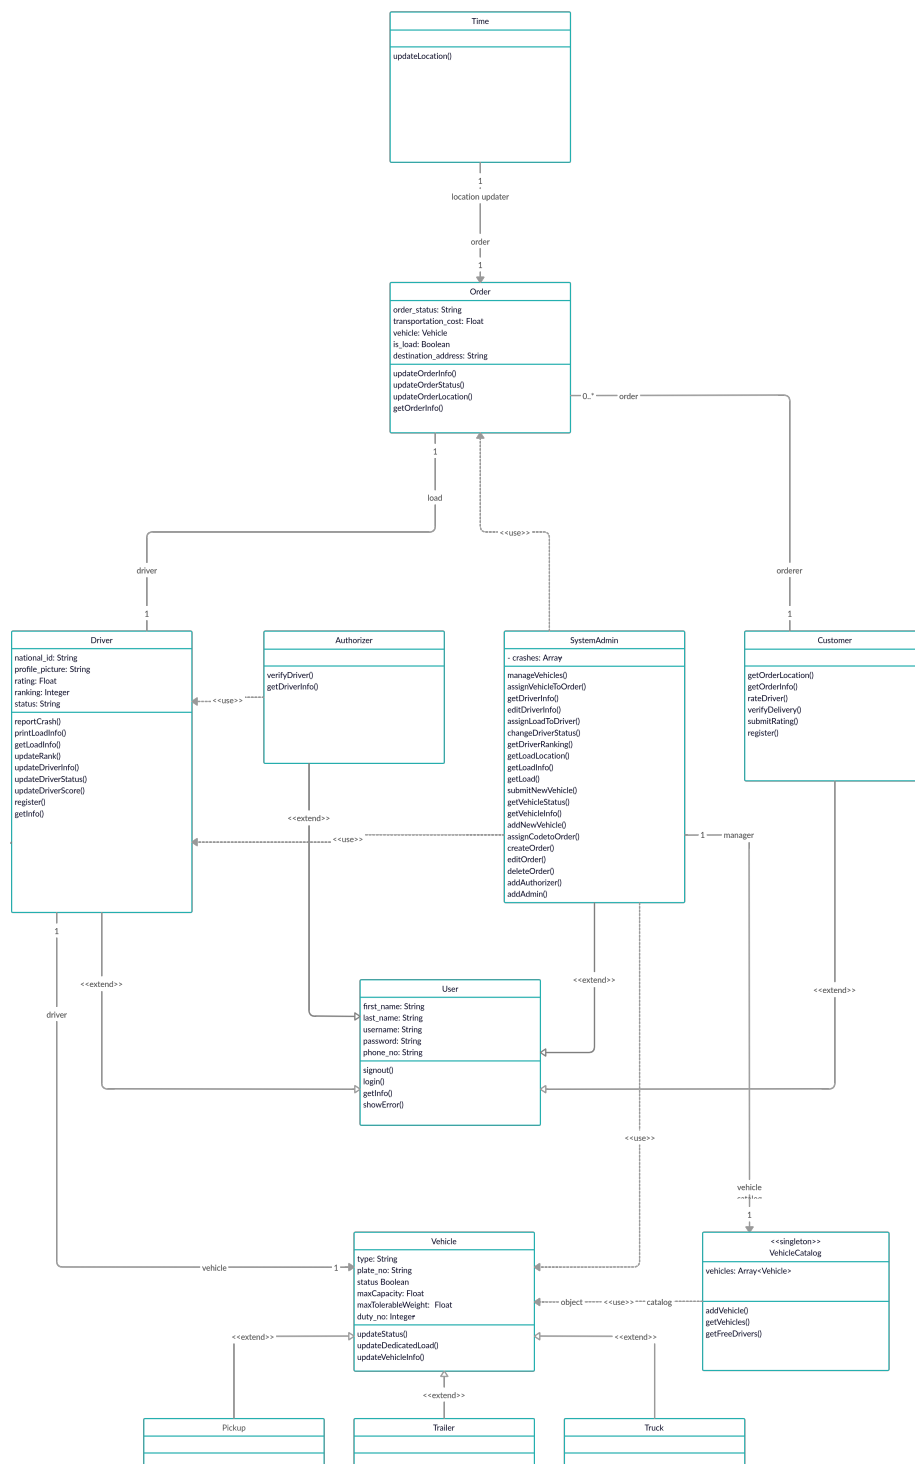 Time
updateLocation()
1
location updater
order
1
Order
order_status: String
transportation_cost: Float
vehicle: Vehicle
is_load: Boolean
destination_address: String
updateOrderInfo()
updateOrderStatus()
updateOrderLocation()
getOrderInfo()
0..*
order
1
load
<<use>>
driver
orderer
1
1
Driver
national_id: String
profile_picture: String
rating: Float
ranking: Integer
status: String
reportCrash()
printLoadInfo()
getLoadInfo()
updateRank()
updateDriverInfo()
updateDriverStatus()
updateDriverScore()
register()
getInfo()
Authorizer
verifyDriver()
getDriverInfo()
<<use>>
SystemAdmin
- crashes: Array
manageVehicles()
assignVehicleToOrder()
getDriverInfo()
editDriverInfo()
assignLoadToDriver()
changeDriverStatus()
getDriverRanking()
getLoadLocation()
getLoadInfo()
getLoad()
submitNewVehicle()
getVehicleStatus()
getVehicleInfo()
addNewVehicle()
assignCodetoOrder()
createOrder()
editOrder()
deleteOrder()
addAuthorizer()
addAdmin()
Customer
getOrderLocation()
getOrderInfo()
rateDriver()
verifyDelivery()
submitRating()
register()
<<extend>>
<<use>>
1
manager
1
<<extend>>
driver
<<extend>>
<<extend>>
User
first_name: String
last_name: String
username: String
password: String
phone_no: String
signout()
login()
getInfo()
showError()
<<use>>
vehicle
1
vehicle
1
Vehicle
type: String
plate_no: String
status Boolean
maxCapacity: Float
maxTolerableWeight: Float
duty_no: Integer
updateStatus()
updateDedicatedLoad()
updateVehicleInfo()
object
<<use>>
catalog
<<singleton>>
VehicleCatalog
vehicles: Array<Vehicle>
addVehicle()
getVehicles()
getFreeDrivers()
<<extend>>
<<extend>>
<<extend>>
Pickup
Trailer
Truck